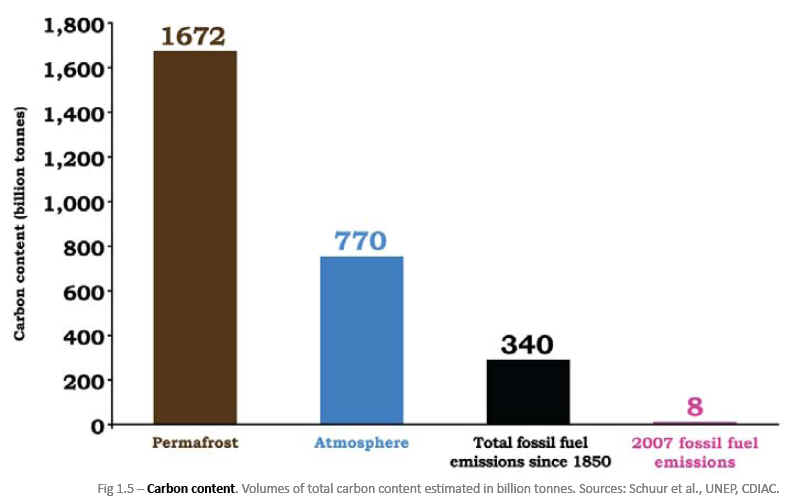 1,800
1,600
1,400
1,200
1,000
800
600
400
200
0
Carbon content (billion tonnes)
1672
770
340
8
Permafrost
Atmosphere
Total fossil fuel
emissions since 1850
2007 fossil fuel
emissions
Fig 1.5 – Carbon content. Volumes of total carbon content estimated in billion tonnes. Sources: Schuur et al., UNEP, CDIAC.